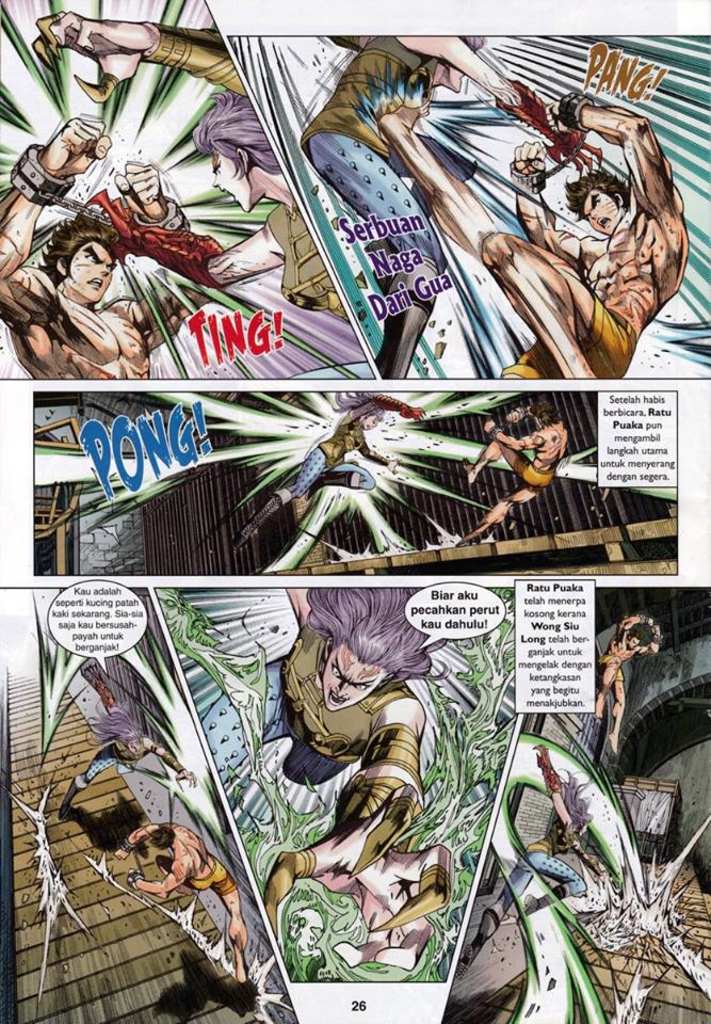 PANG!
Serbuan
Naga
Dari Gua
TING!
PONG!
Setelah habis
berbicara, Ratu
Puaka pun
mengambil
langkah utama
untuk menyerang
dengan segera.
Kau adalah
seperti kucing patah
kaki sekarang. Sia-sia
saja kau bersusah-
payah untuk
berganjak!
Biar aku
pecahkan perut
kau dahulu!
Ratu Puaka
telah menerpa
kosong kerana
Wong Siu
Long telah ber-
ganjak untuk
mengelak dengan
ketangkasan
yang begitu
menakjubkan.
26